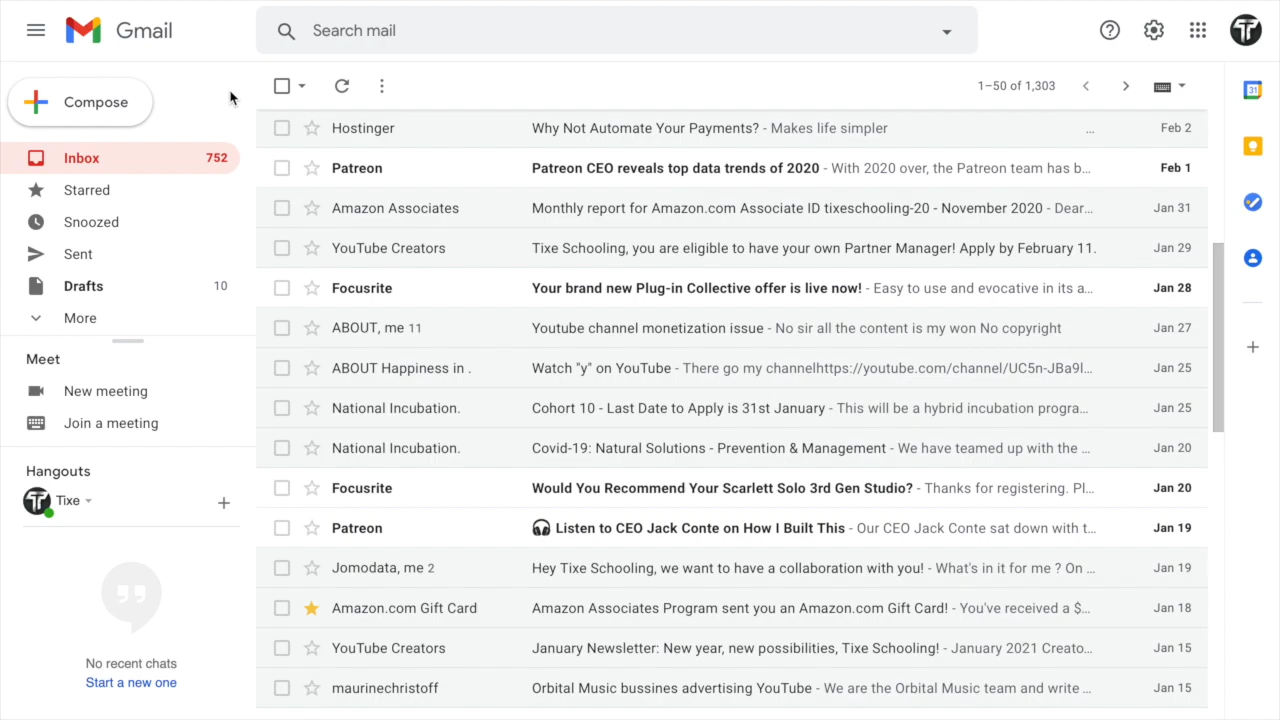 Gmail
Search mail
Compose
1–50 of 1,303
Inbox 752
Starred
Snoozed
Sent
Drafts 10
More
Meet
New meeting
Join a meeting
Hangouts
Tixe
No recent chats
Start a new one
Hostinger Why Not Automate Your Payments? - Makes life simpler ... Feb 2
Patreon Patreon CEO reveals top data trends of 2020 - With 2020 over, the Patreon team has b... Feb 1
Amazon Associates Monthly report for Amazon.com Associate ID tixeschooling-20 - November 2020 - Dear... Jan 31
YouTube Creators Tixe Schooling, you are eligible to have your own Partner Manager! Apply by February 11. Jan 29
Focusrite Your brand new Plug-in Collective offer is live now! - Easy to use and evocative in its a... Jan 28
ABOUT, me 11 Youtube channel monetization issue - No sir all the content is my won No copyright Jan 27
ABOUT Happiness in . Watch "y" on YouTube - There go my channelhttps://youtube.com/channel/UC5n-JBa9l... Jan 25
National Incubation. Cohort 10 - Last Date to Apply is 31st January - This will be a hybrid incubation progra... Jan 25
National Incubation. Covid-19: Natural Solutions - Prevention & Management - We have teamed up with the ... Jan 20
Focusrite Would You Recommend Your Scarlett Solo 3rd Gen Studio? - Thanks for registering. Pl... Jan 20
Patreon 🎧 Listen to CEO Jack Conte on How I Built This - Our CEO Jack Conte sat down with t... Jan 19
Jomodata, me 2 Hey Tixe Schooling, we want to have a collaboration with you! - What's in it for me ? On ... Jan 19
Amazon.com Gift Card Amazon Associates Program sent you an Amazon.com Gift Card! - You've received a $... Jan 18
YouTube Creators January Newsletter: New year, new possibilities, Tixe Schooling! - January 2021 Creato... Jan 15
maurinechristoff Orbital Music bussines advertising YouTube - We are the Orbital Music team and write ... Jan 15
31